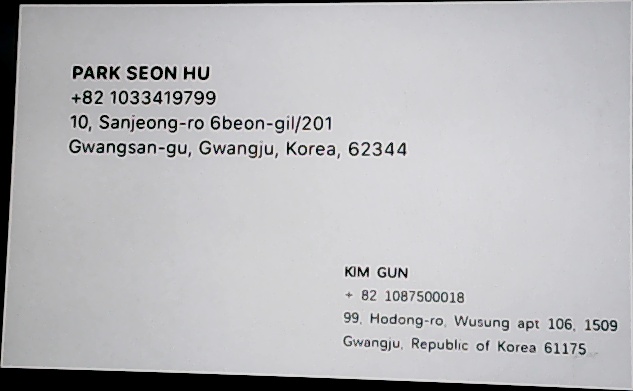 PARK SEON HU
+82 1033419799
10, Sanjeong-ro 6beon-gil/201
Gwangsan-gu, Gwangju, Korea, 62344
KIM GUN
+ 82 1087500018
99, Hodong-ro, Wusung apt 106, 1509
Gwangju, Republic of Korea 61175